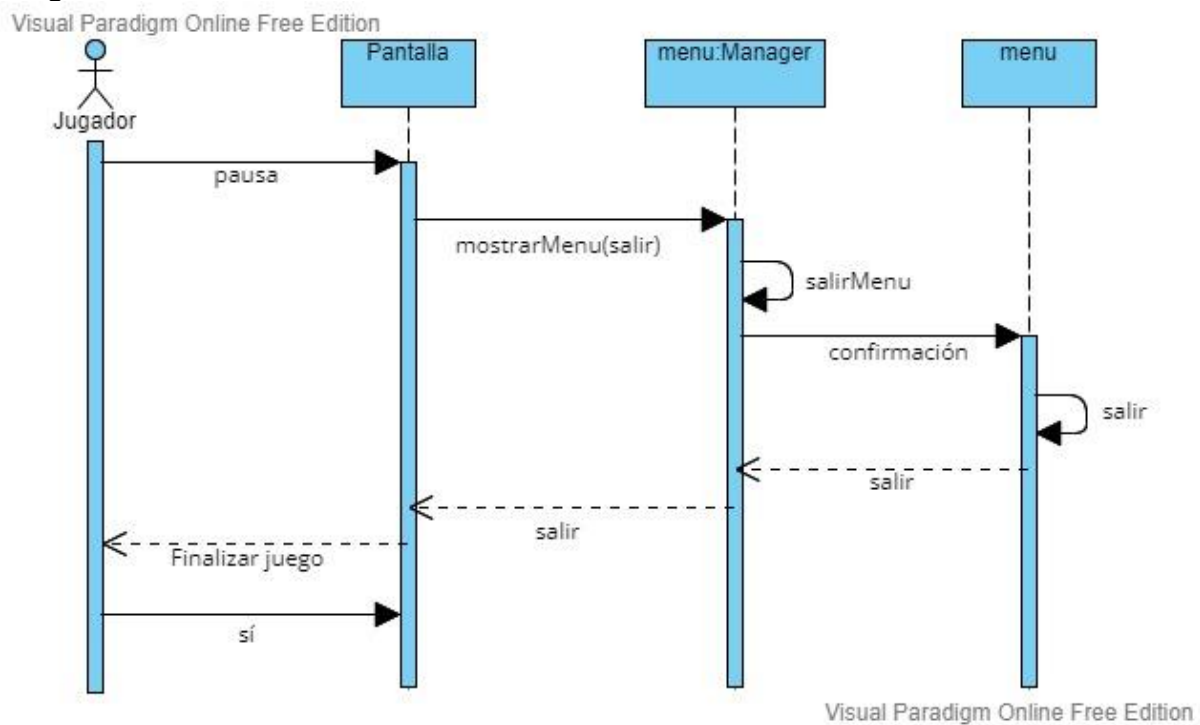 Visual Paradigm Online Free Edition
Pantalla
menu:Manager
menu
Jugador
pausa
mostrarMenu(salir)
salirMenu
confirmación
salir
salir
salir
Finalizar juego
sí
Visual Paradigm Online Free Edition